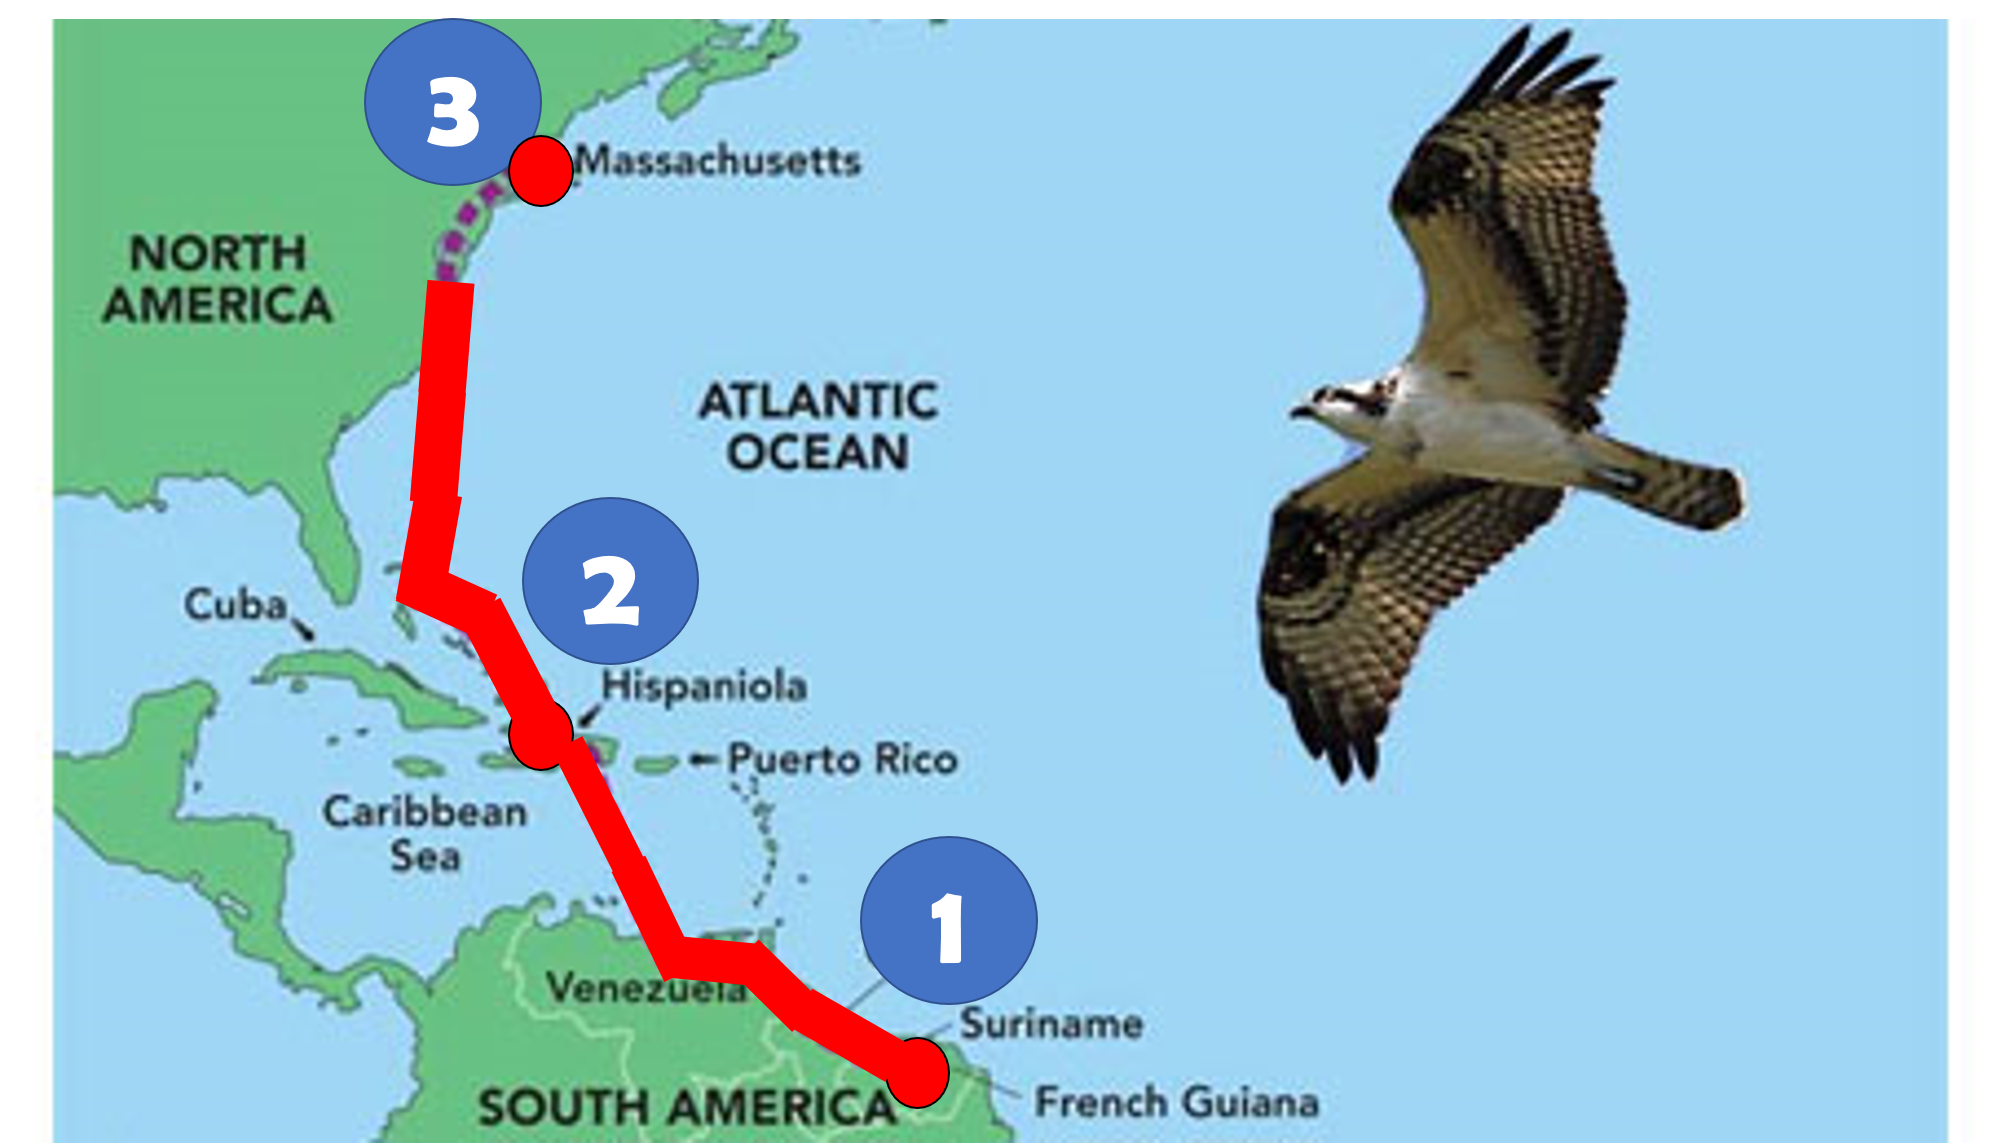 3
Massachusetts
NORTH
AMERICA
ATLANTIC
OCEAN
2
Cuba
Hispaniola
Puerto Rico
Caribbean
Sea
1
Venezuela
Suriname
SOUTH AMERICA
French Guiana